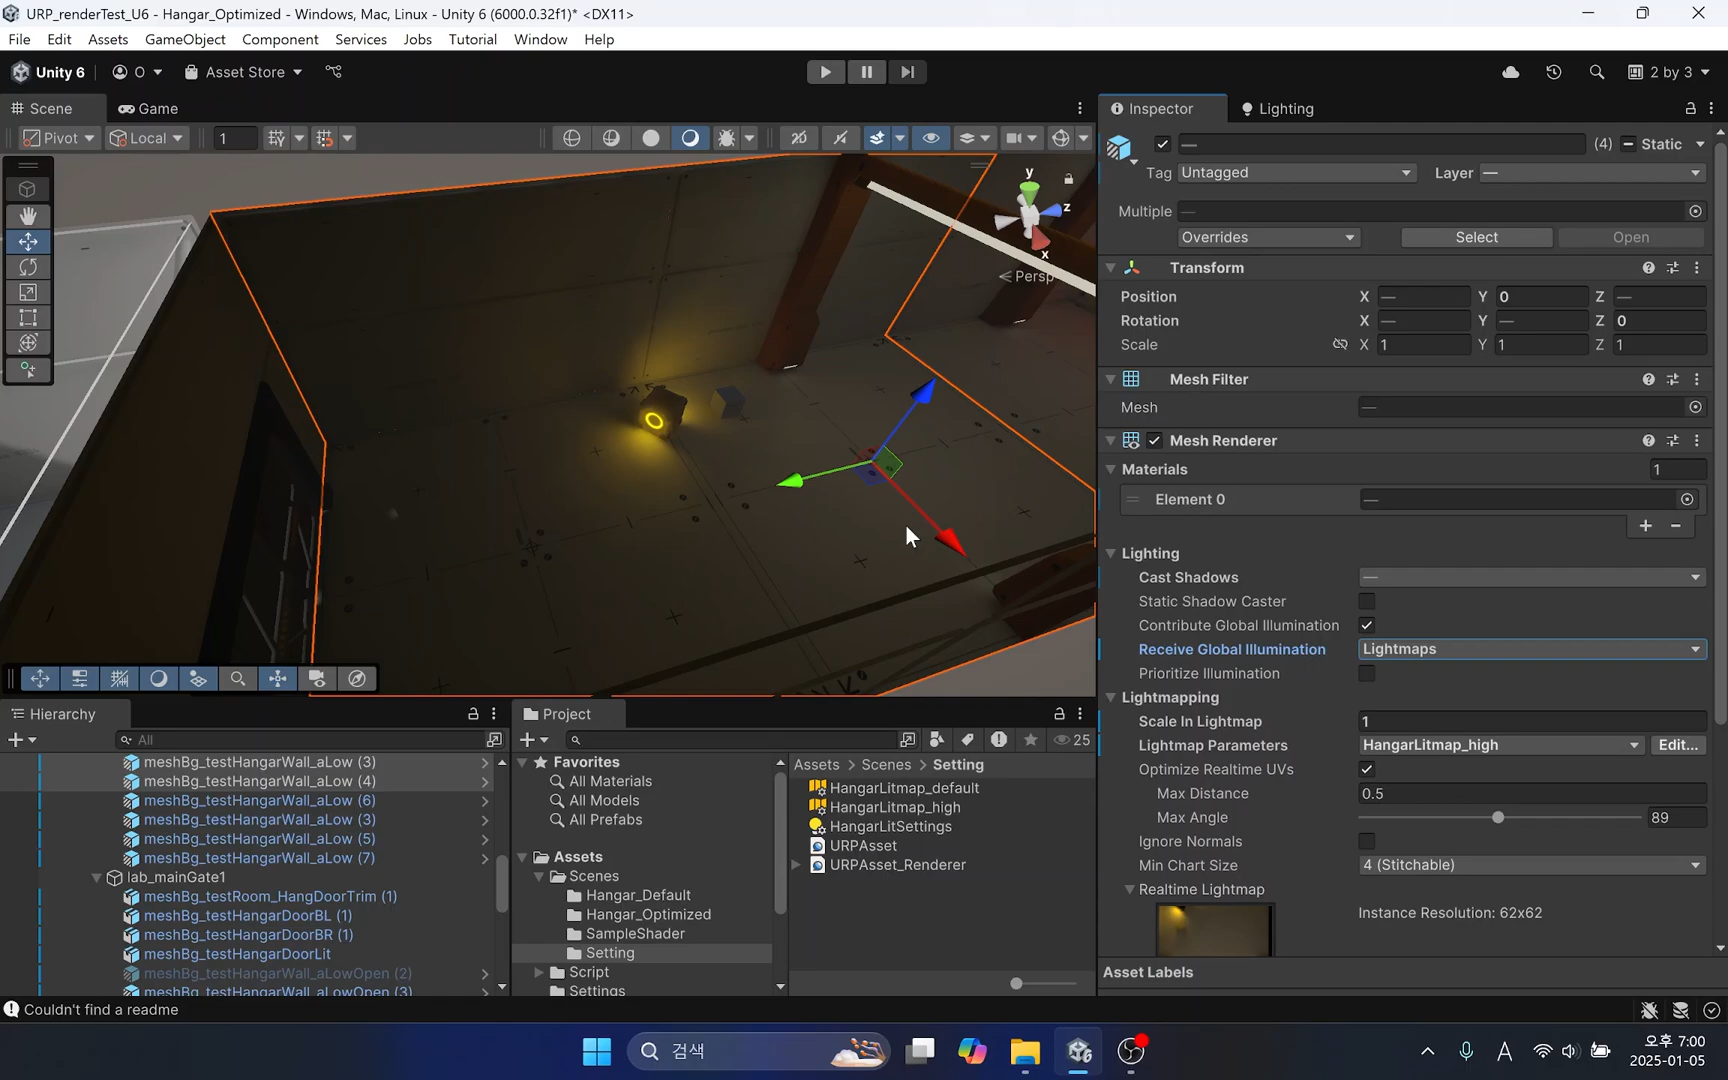 URP_renderTest_U6 - Hangar_Optimized - Windows, Mac, Linux - Unity 6 (6000.0.32f1)* <DX11>
File Edit Assets GameObject Component Services Jobs Tutorial Window Help
Unity 6 O Asset Store 2 by 3
Scene Game
Pivot Local 1 2D
y
z
x
Persp
Inspector Lighting
— (4) Static
Tag Untagged Layer —
Multiple —
Overrides Select Open
Transform
Position X — Y 0 Z —
Rotation X — Y — Z 0
Scale X 1 Y 1 Z 1
Mesh Filter
Mesh —
Mesh Renderer
Materials 1
Element 0 —
+ −
Lighting
Cast Shadows —
Static Shadow Caster
Contribute Global Illumination
Receive Global Illumination Lightmaps
Prioritize Illumination
Lightmapping
Scale In Lightmap 1
Lightmap Parameters HangarLitmap_high Edit...
Optimize Realtime UVs
Max Distance 0.5
Max Angle 89
Ignore Normals
Min Chart Size 4 (Stitchable)
Realtime Lightmap
Instance Resolution: 62x62
Asset Labels
Hierarchy
All
meshBg_testHangarWall_aLow (3)
meshBg_testHangarWall_aLow (4)
meshBg_testHangarWall_aLow (6)
meshBg_testHangarWall_aLow (3)
meshBg_testHangarWall_aLow (5)
meshBg_testHangarWall_aLow (7)
lab_mainGate1
meshBg_testRoom_HangDoorTrim (1)
meshBg_testHangarDoorBL (1)
meshBg_testHangarDoorBR (1)
meshBg_testHangarDoorLit
meshBg_testHangarWall_aLowOpen (2)
meshBg_testHangarWall_aLowOpen (3)
Project
25
Favorites
All Materials
All Models
All Prefabs
Assets
Scenes
Hangar_Default
Hangar_Optimized
SampleShader
Setting
Script
Settings
Assets > Scenes > Setting
HangarLitmap_default
HangarLitmap_high
HangarLitSettings
URPAsset
URPAsset_Renderer
Couldn't find a readme
검색
A
오후 7:00
2025-01-05